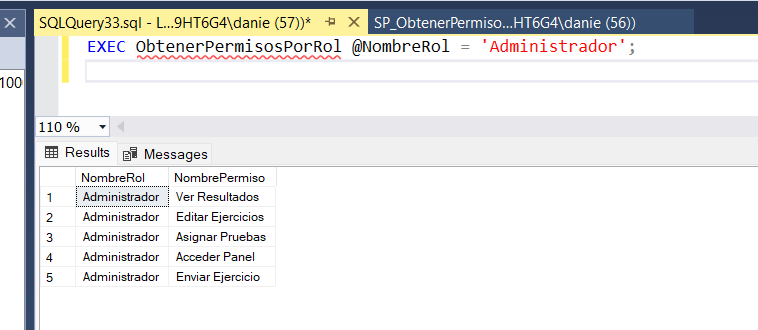 SQLQuery33.sql - L...9HT6G4\danie (57))* SP_ObtenerPermiso...HT6G4\danie (56))
EXEC ObtenerPermisosPorRol @NombreRol = 'Administrador';
100
110 %
Results Messages
NombreRol NombrePermiso
1 Administrador Ver Resultados
2 Administrador Editar Ejercicios
3 Administrador Asignar Pruebas
4 Administrador Acceder Panel
5 Administrador Enviar Ejercicio